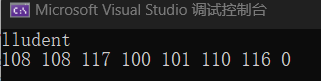 Microsoft Visual Studio 调试控制台
lludent
108 108 117 100 101 110 116 0